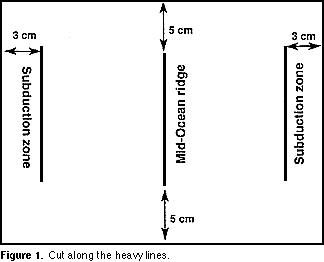 5 cm
3 cm
3 cm
Subduction zone
Mid-Ocean ridge
Subduction zone
5 cm
Figure 1. Cut along the heavy lines.